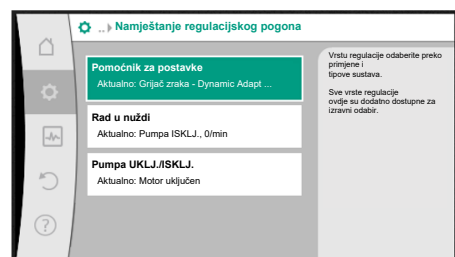 .. Namještanje regulacijskog pogona
Pomoćnik za postavke
Aktualno: Grijač zraka - Dynamic Adapt ...
Rad u nuždi
Aktualno: Pumpa ISKLJ., 0/min
Pumpa UKLJ./ISKLJ.
Aktualno: Motor uključen
Vrstu regulacije odaberite preko
primjene i
tipove sustava.
Sve vrste regulacije
ovdje su dodatno dostupne za
izravni odabir.